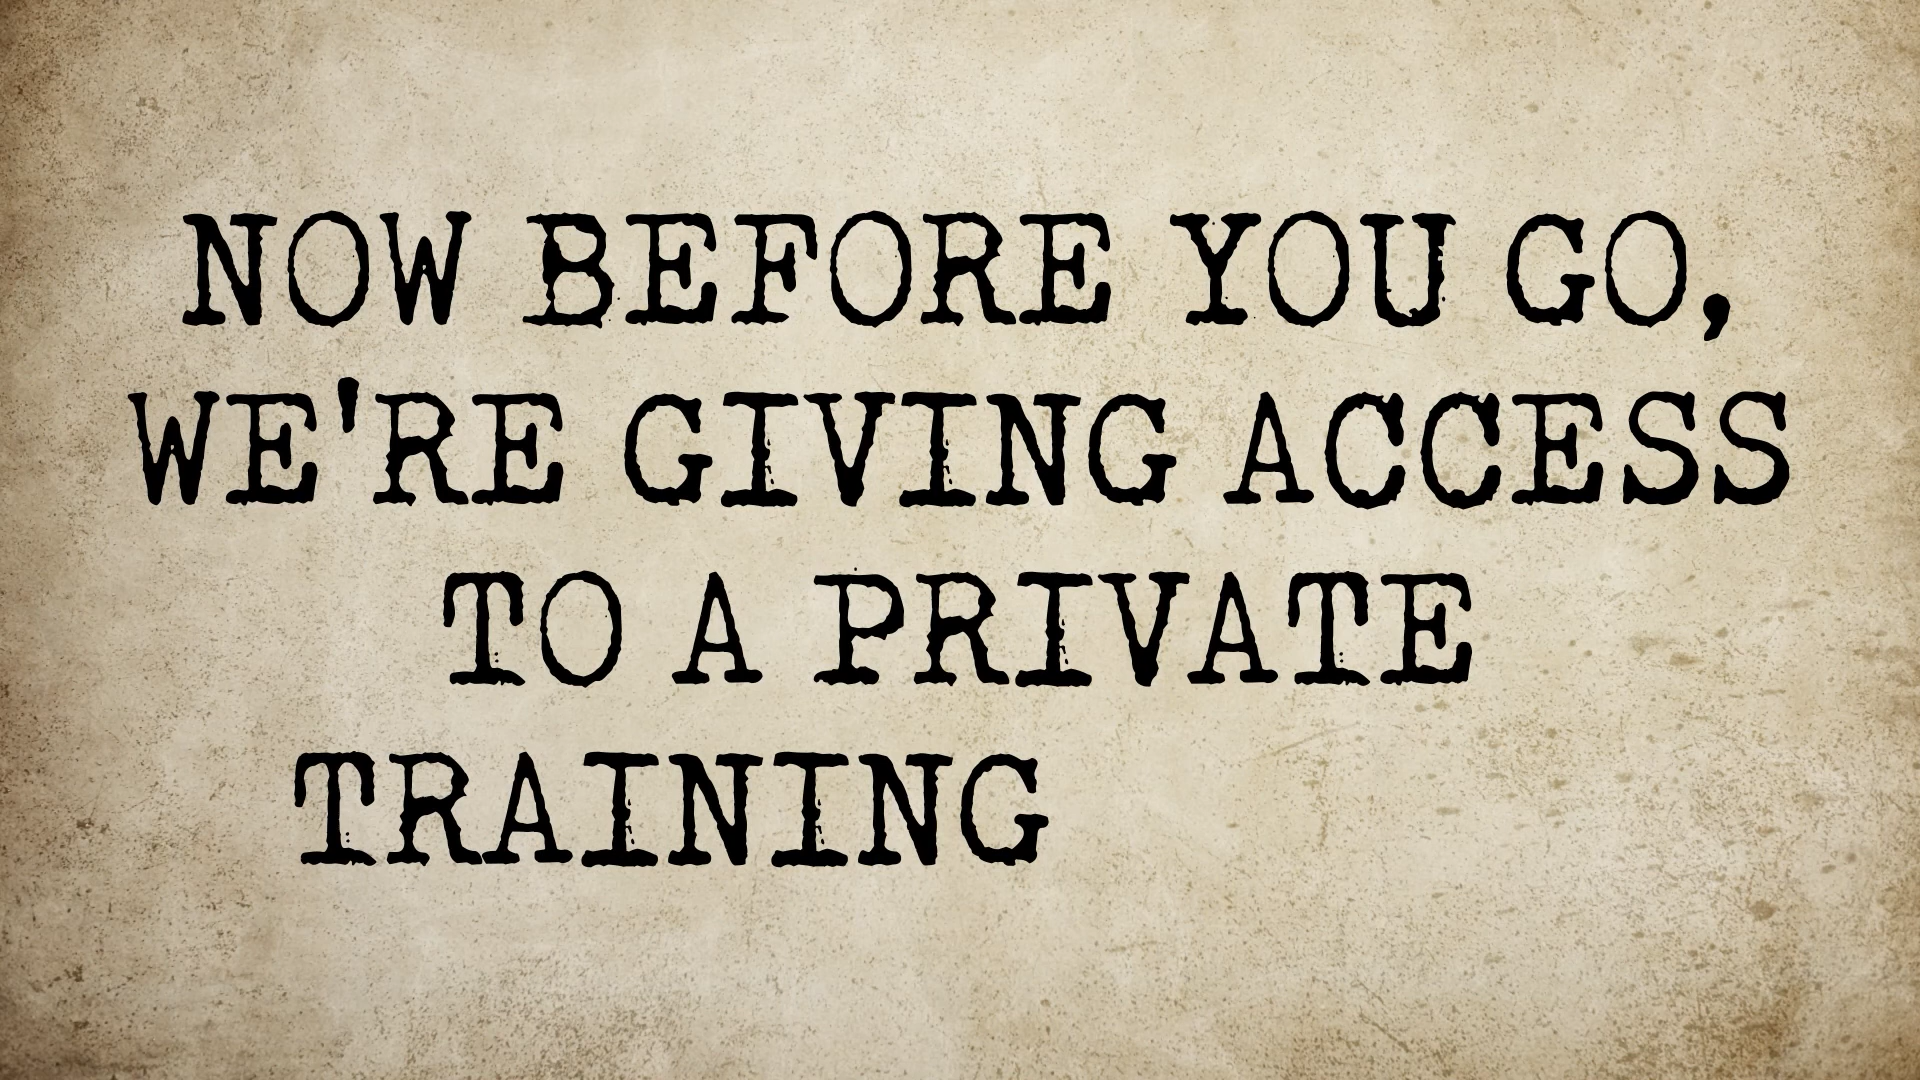 NOW BEFORE YOU GO,
WE'RE GIVING ACCESS
TO A PRIVATE
TRAINING